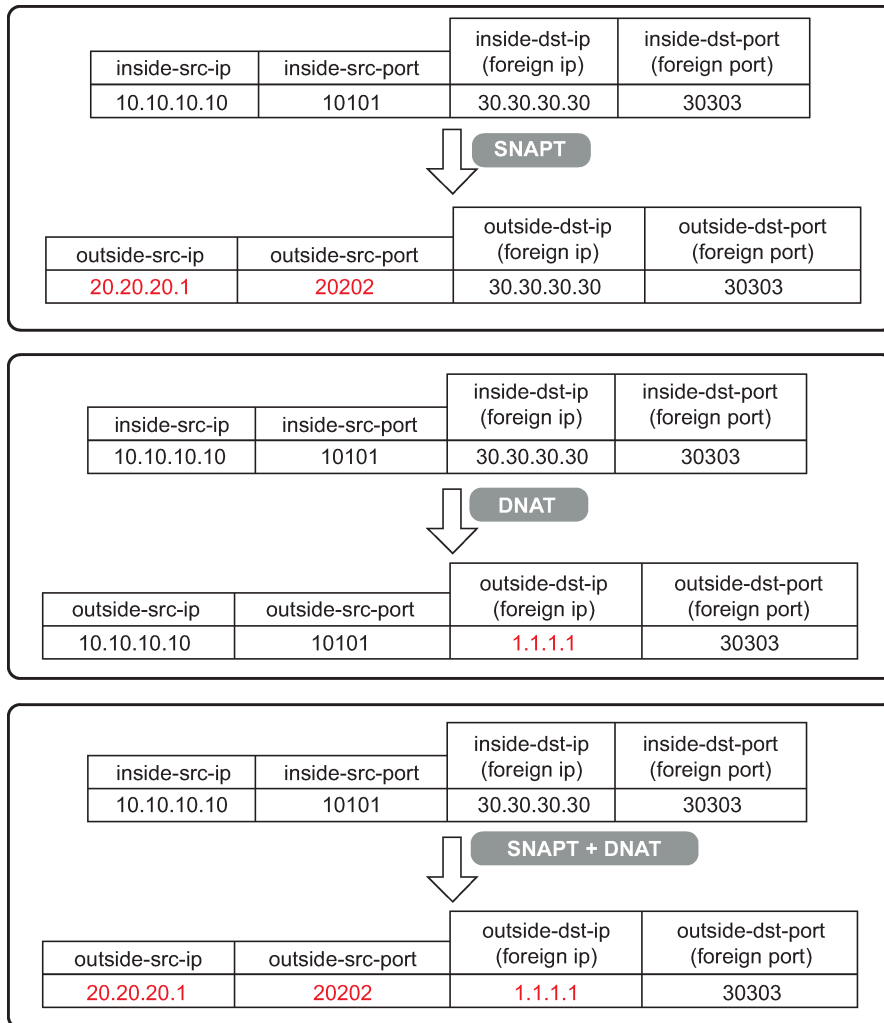 inside-src-ip inside-src-port inside-dst-ip (foreign ip) inside-dst-port (foreign port)
10.10.10.10 10101 30.30.30.30 30303
SNAPT
outside-src-ip outside-src-port outside-dst-ip (foreign ip) outside-dst-port (foreign port)
20.20.20.1 20202 30.30.30.30 30303
inside-src-ip inside-src-port inside-dst-ip (foreign ip) inside-dst-port (foreign port)
10.10.10.10 10101 30.30.30.30 30303
DNAT
outside-src-ip outside-src-port outside-dst-ip (foreign ip) outside-dst-port (foreign port)
10.10.10.10 10101 1.1.1.1 30303
inside-src-ip inside-src-port inside-dst-ip (foreign ip) inside-dst-port (foreign port)
10.10.10.10 10101 30.30.30.30 30303
SNAPT + DNAT
outside-src-ip outside-src-port outside-dst-ip (foreign ip) outside-dst-port (foreign port)
20.20.20.1 20202 1.1.1.1 30303